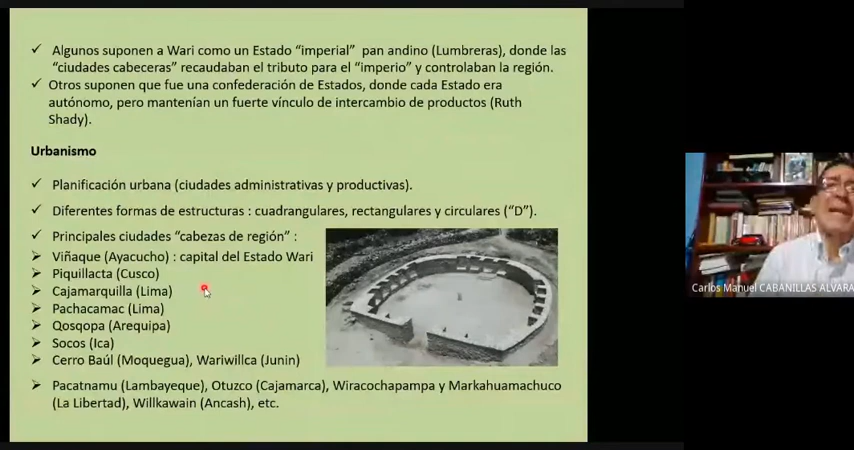 Algunos suponen a Wari como un Estado “imperial” pan andino (Lumbreras), donde las
“ciudades cabeceras” recaudaban el tributo para el “imperio” y controlaban la región.
Otros suponen que fue una confederación de Estados, donde cada Estado era
autónomo, pero mantenían un fuerte vínculo de intercambio de productos (Ruth
Shady).
Urbanismo
Planificación urbana (ciudades administrativas y productivas).
Diferentes formas de estructuras : cuadrangulares, rectangulares y circulares (“D”).
Principales ciudades “cabezas de región” :
Viñaque (Ayacucho) : capital del Estado Wari
Piquillacta (Cusco)
Cajamarquilla (Lima)
Pachacamac (Lima)
Qosqopa (Arequipa)
Socos (Ica)
Cerro Baúl (Moquegua), Wariwillca (Junin)
Pacatnamu (Lambayeque), Otuzco (Cajamarca), Wiracochapampa y Markahuamachuco
(La Libertad), Willkawain (Ancash), etc.
Carlos Manuel CABANILLAS ALVARA